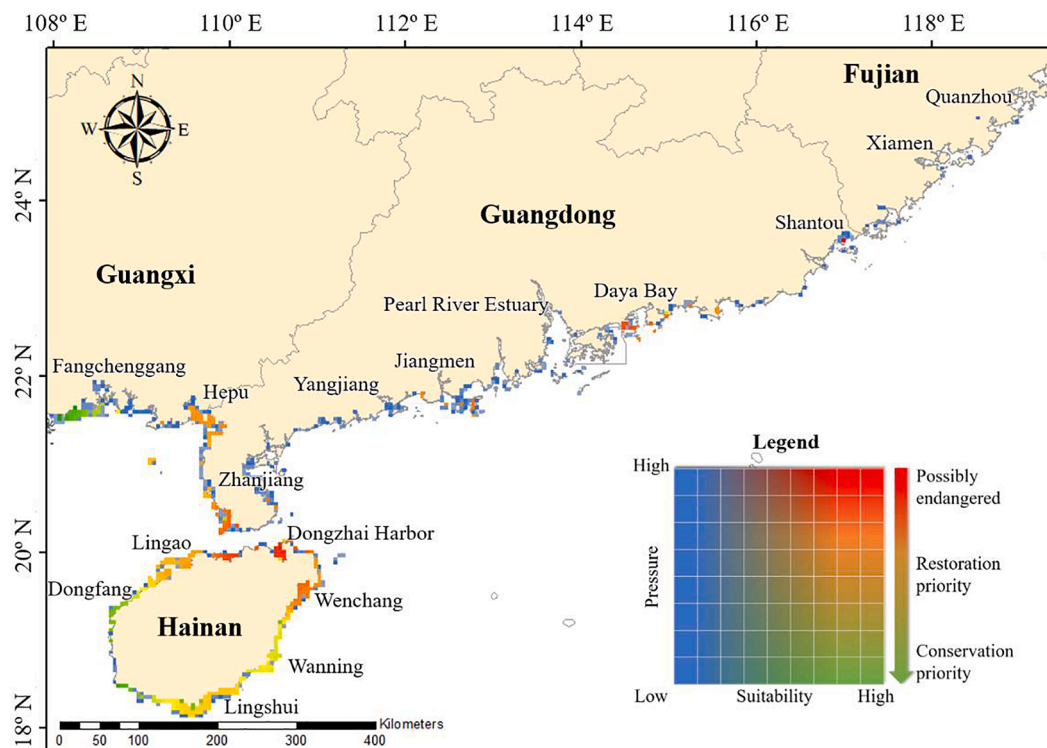 108º E 110º E 112º E 114º E 116º E 118º E
24º N
22º N
20º N
18º N
N
W E
S
Fujian
Quanzhou
Xiamen
Guangdong
Shantou
Guangxi
Pearl River Estuary
Daya Bay
Fangchenggang
Jiangmen
Hepu
Yangjiang
Zhanjiang
Lingao
Dongzhai Harbor
Dongfang
Wenchang
Hainan
Wanning
Lingshui
Kilometers
0 50 100 200 300 400
Legend
High
Pressure
Low
Suitability
High
Possibly
endangered
Restoration
priority
Conservation
priority